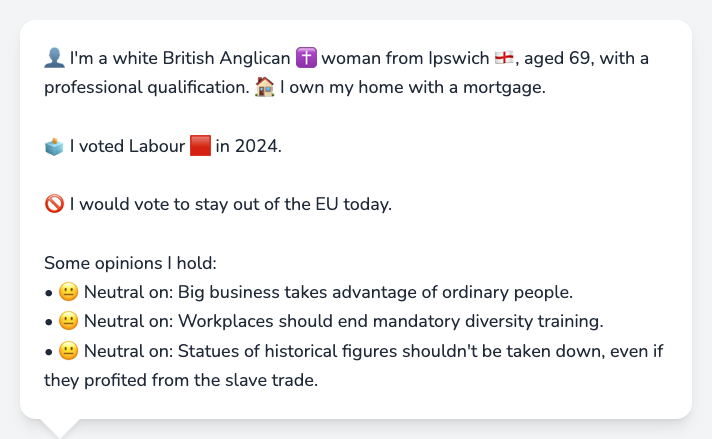 👤 I'm a white British Anglican ✝️ woman from Ipswich 🏴󠁧󠁢󠁥󠁮󠁧󠁿, aged 69, with a
professional qualification. 🏠 I own my home with a mortgage.
🗳️ I voted Labour 🟥 in 2024.
🚫 I would vote to stay out of the EU today.
Some opinions I hold:
• 😐 Neutral on: Big business takes advantage of ordinary people.
• 😐 Neutral on: Workplaces should end mandatory diversity training.
• 😐 Neutral on: Statues of historical figures shouldn't be taken down, even if
they profited from the slave trade.